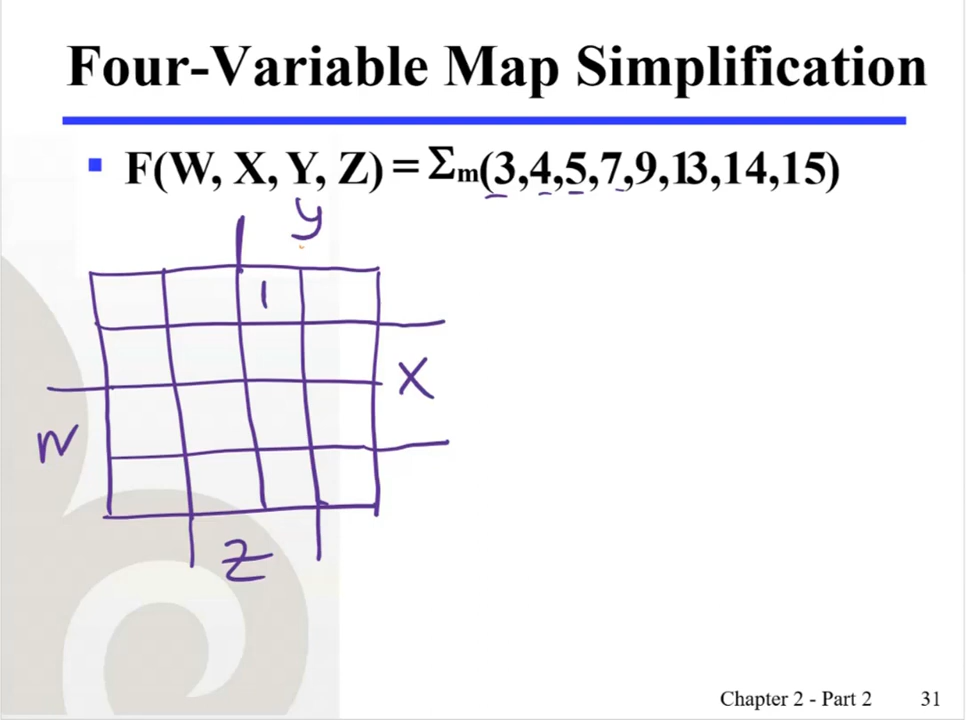 Four-Variable Map Simplification
▪ F(W, X, Y, Z) = Σm(3,4,5,7,9,13,14,15)
y
1
X
W
Z
Chapter 2 - Part 2 31